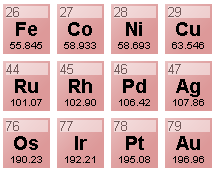 26 27 28 29
Fe Co Ni Cu
55.845 58.933 58.693 63.546
44 45 46 47
Ru Rh Pd Ag
101.07 102.90 106.42 107.86
76 77 78 79
Os Ir Pt Au
190.23 192.21 195.08 196.96